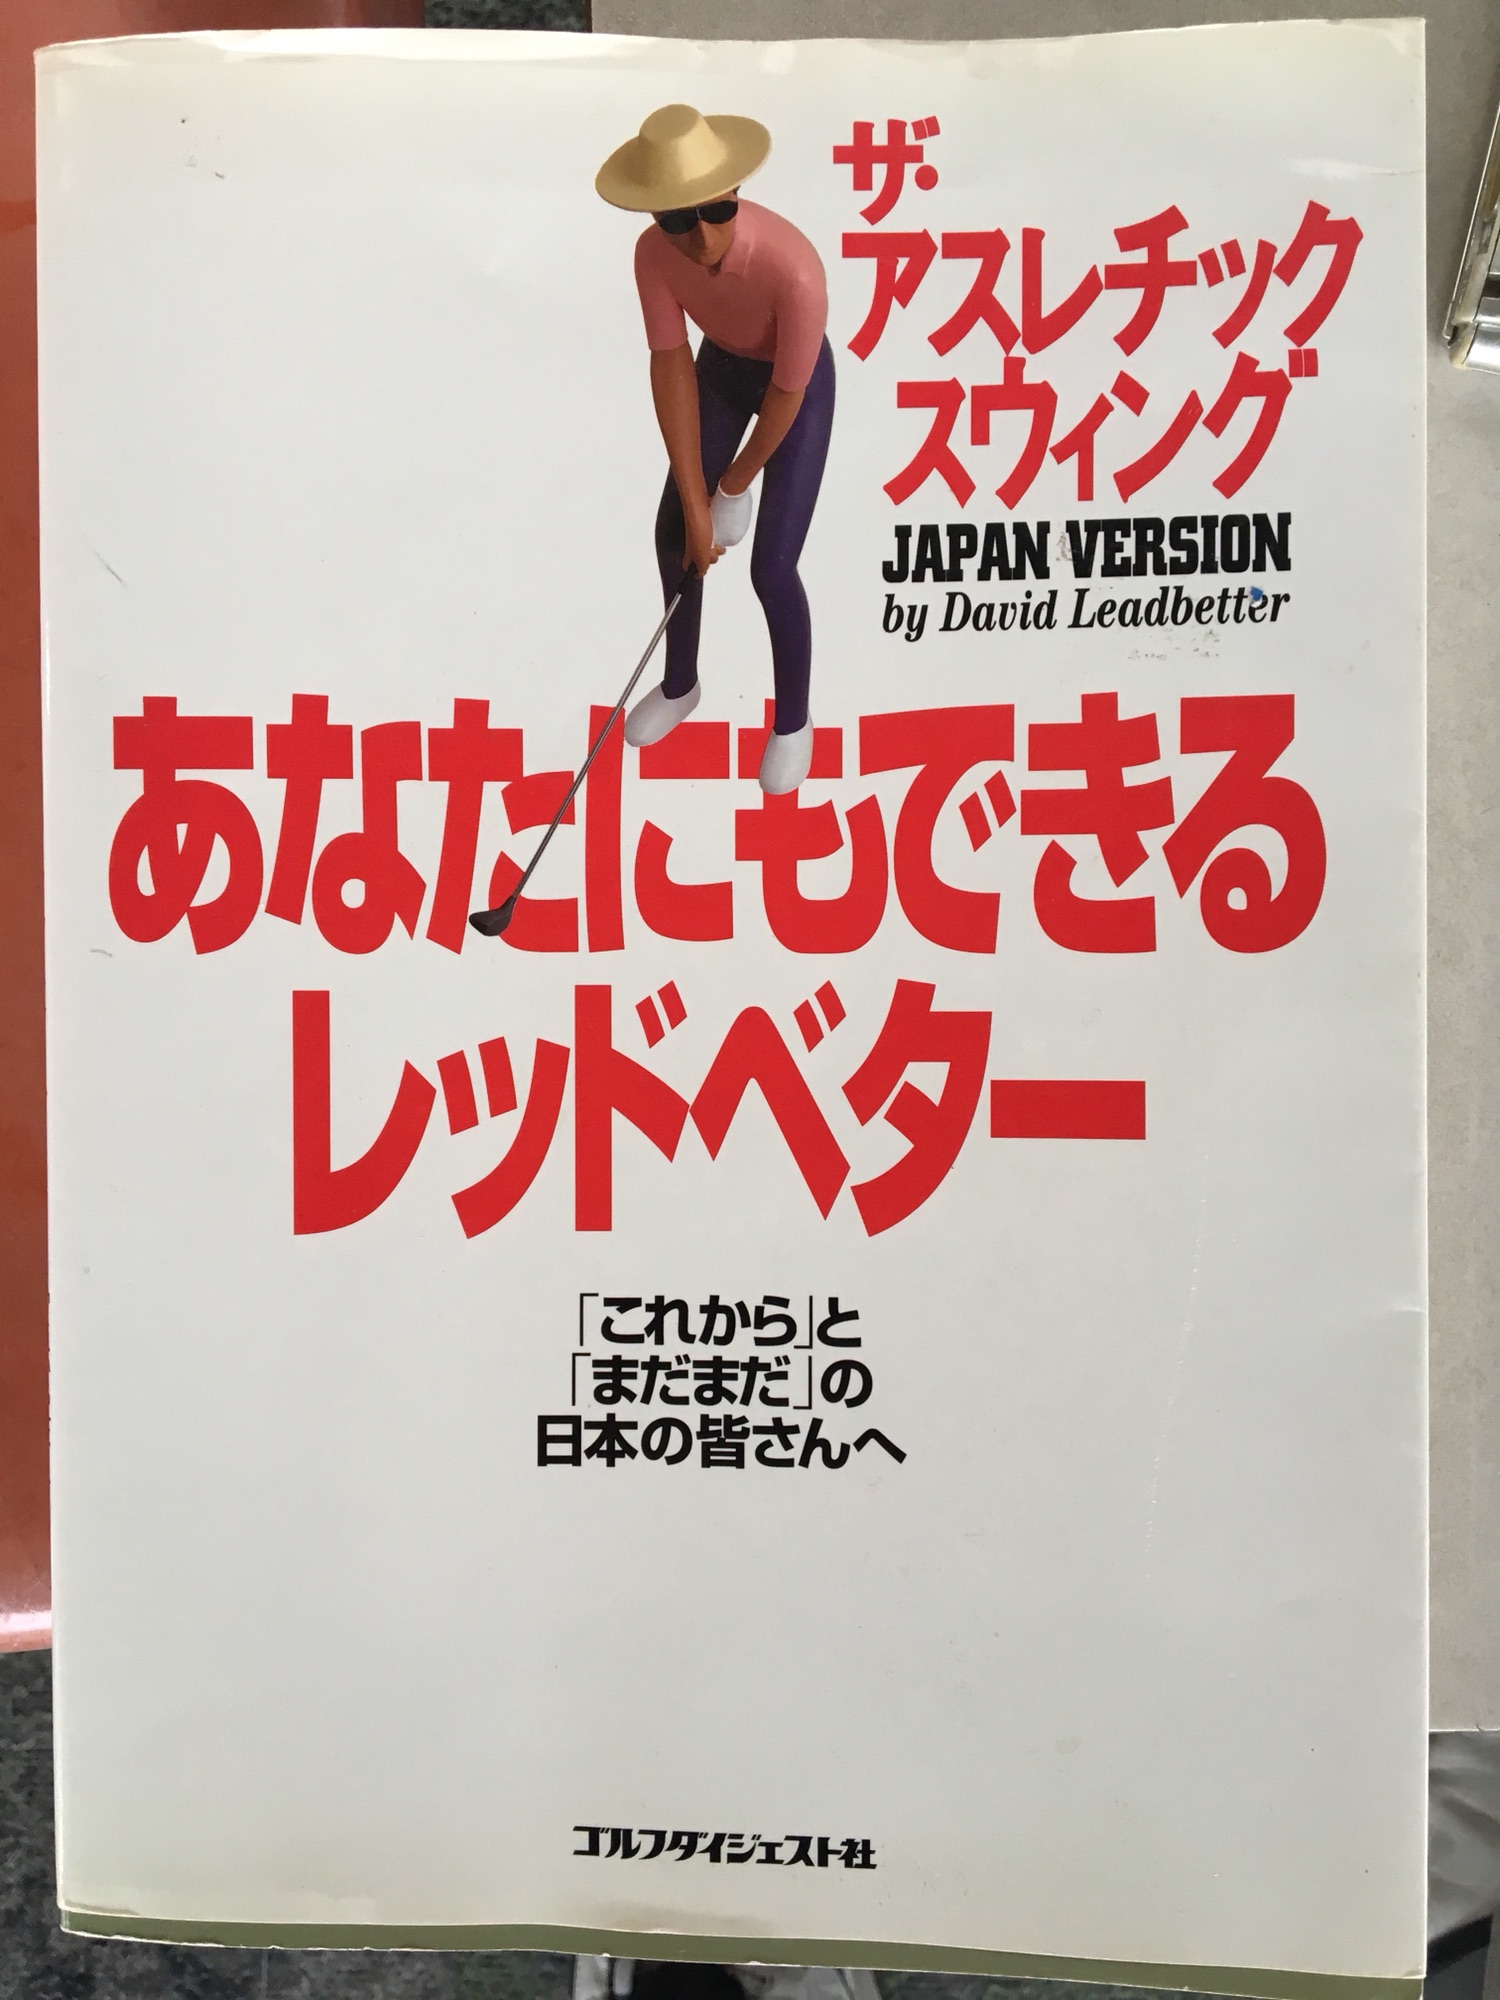 ザ・
アスレチック
スウィング
JAPAN VERSION
by David Leadbetter
あなたにもできる
レッドベター
「これから」と
「まだまだ」の
日本の皆さんへ
ゴルフダイジェスト社